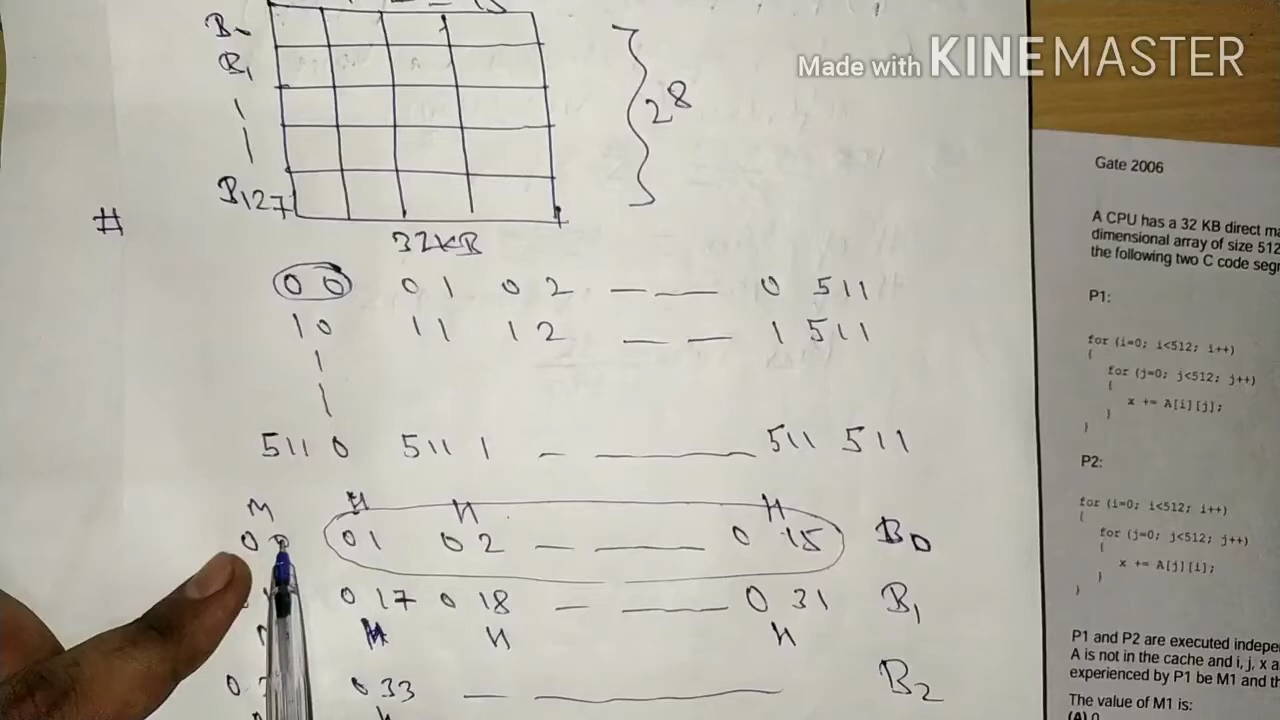 Made with KINEMASTER
B0
B1
B127
2^8
32KB
#
0 0 0 1 0 2 — — 0 511
1 0 1 1 1 2 — — 1 511
511 0 511 1 - — 511 511
M H H H
0 0 0 1 0 2 — — 0 15 B0
0 17 0 18 — — 0 31 B1
H H H
0 33 — — B2
Gate 2006
A CPU has a 32 KB direct
dimensional array of size 512
the following two C code
P1:
for (i=0; i<512; i++)
{
for (j=0; j<512; j++)
{
x += A[i][j];
}
}
P2:
for (i=0; i<512; i++)
{
for (j=0; j<512; j++)
{
x += A[j][i];
}
}
P1 and P2 are executed
A is not in the cache and i, j, x
experienced by P1 be M1 and
The value of M1 is:
(A) 0